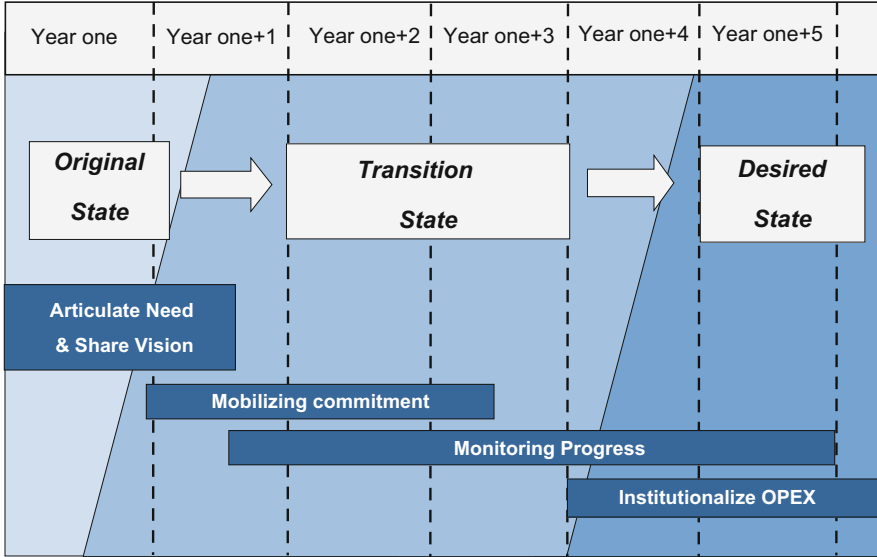 Year one Year one+1 Year one+2 Year one+3 Year one+4 Year one+5
Original
State
Transition
State
Desired
State
Articulate Need
& Share Vision
Mobilizing commitment
Monitoring Progress
Institutionalize OPEX